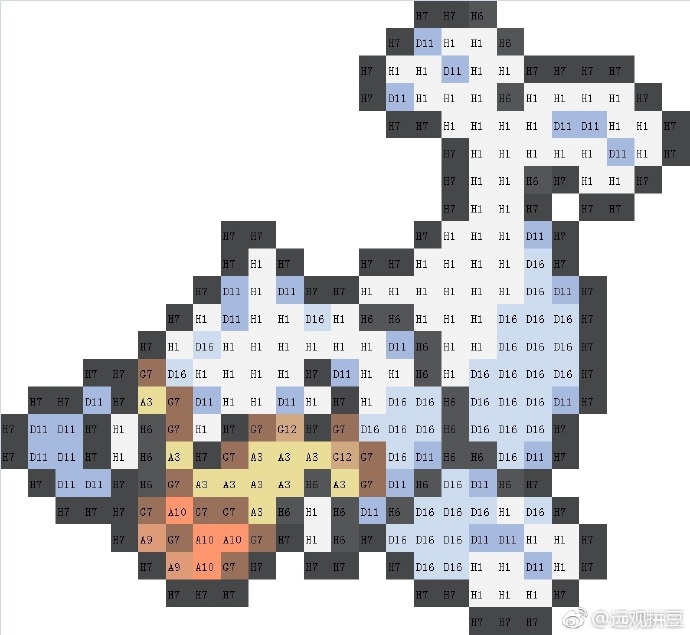 H7 H7 H6
H7 D11 H1 H1 H6
H7 H1 H1 D11 H1 H1 H7 H7 H7 H7
H7 D11 H1 H1 H1 H6 H1 H1 H1 H1 H7
H7 H7 H1 H1 H1 H1 D11 D11 H1 H1 H7
H7 H1 H1 H1 H1 H1 D11 H1 H7
H7 H1 H1 H6 H7 H1 H1 H7
H7 H1 H1 H7 H7 H7
H7 H7 H7 H1 H1 H1 D11 H7
H7 H1 H7 H7 H7 H1 H1 H1 H1 D16 H7
H7 D11 H1 D11 H7 H7 H1 H1 H1 H1 H1 H1 D16 D11 H7
H7 H1 D11 H1 H1 D16 H1 H6 H6 H1 H1 H1 D16 D16 D16 H7
H7 H1 D16 H1 H1 H1 H1 H1 H1 D11 H6 H1 H1 D16 D16 D16 H7
H7 H7 G7 D16 H1 H1 H1 H1 H7 D11 H1 H1 H6 H1 D16 D16 D16 D16 H7
H7 H7 D11 H7 A3 G7 D11 H1 H1 D11 H1 H7 H1 D16 D16 H6 D16 D16 D16 D11 H7
H7 D11 D11 H7 H1 H6 G7 H1 H7 G7 G12 H7 G7 D16 D16 D16 H6 D16 D16 D16 H7
H7 D11 D11 H7 H1 H6 A3 H7 G7 A3 A3 A3 G12 G7 D16 D11 H6 H6 D16 D11 H7
H7 D11 D11 H7 H6 G7 A3 A3 A3 A3 H6 A3 G7 D11 H6 D16 D11 H6 H7
H7 H7 H7 G7 A10 G7 G7 A3 H6 H1 H6 D11 H6 D16 D16 D16 H1 D16 H7
H7 A9 G7 A10 A10 G7 H7 H1 H6 H7 D16 D16 D16 D11 D11 H1 H1 H7
H7 A9 A10 G7 H7 H7 H7 H7 D16 D16 H1 H1 D11 H1 H7
H7 H7 H7 H7 H7 H1 H1 H1 H7
H7 H7 H7
@远观拼豆